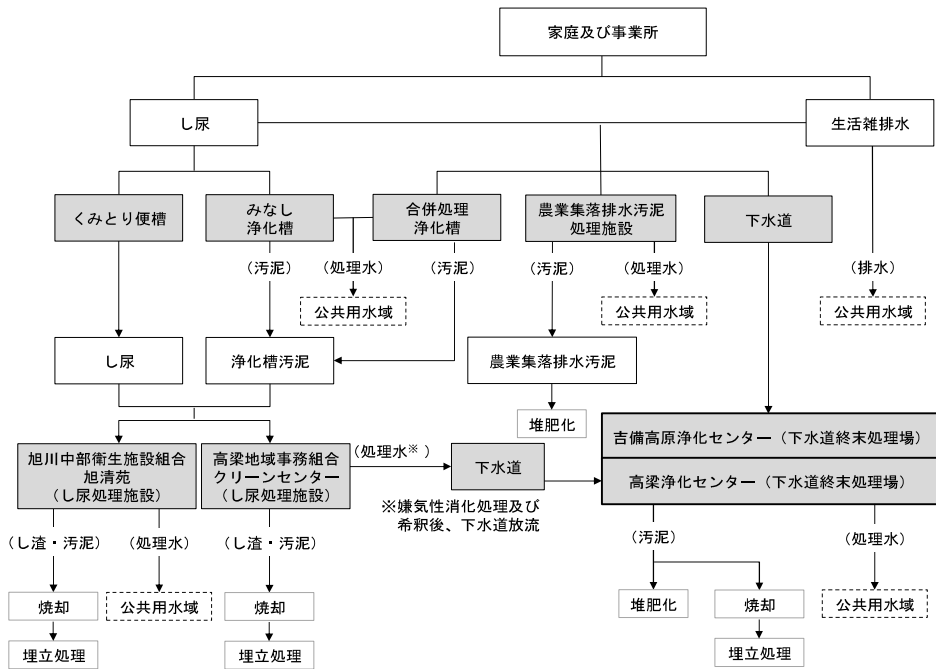 家庭及び事業所
し尿
生活雑排水
くみとり便槽
みなし
浄化槽
合併処理
浄化槽
農業集落排水汚泥
処理施設
下水道
(汚泥)
(処理水)
(汚泥)
(汚泥)
(処理水)
(排水)
公共用水域
公共用水域
公共用水域
し尿
浄化槽汚泥
農業集落排水汚泥
堆肥化
旭川中部衛生施設組合
旭清苑
(し尿処理施設)
高梁地域事務組合
クリーンセンター
(し尿処理施設)
(処理水※)
下水道
※嫌気性消化処理及び
希釈後、下水道放流
吉備高原浄化センター(下水道終末処理場)
高梁浄化センター(下水道終末処理場)
(し渣・汚泥)
(処理水)
(し渣・汚泥)
(汚泥)
(処理水)
焼却
公共用水域
焼却
堆肥化
焼却
公共用水域
埋立処理
埋立処理
埋立処理